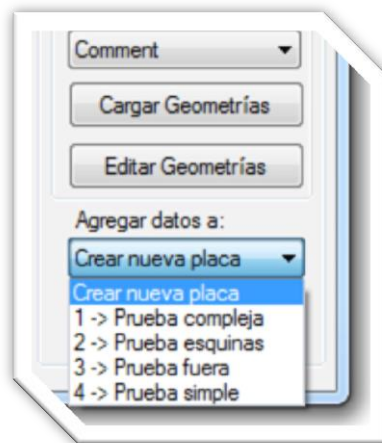 Comment
Cargar Geometrías
Editar Geometrías
Agregar datos a:
Crear nueva placa
Crear nueva placa
1 -> Prueba compleja
2 -> Prueba esquinas
3 -> Prueba fuera
4 -> Prueba simple